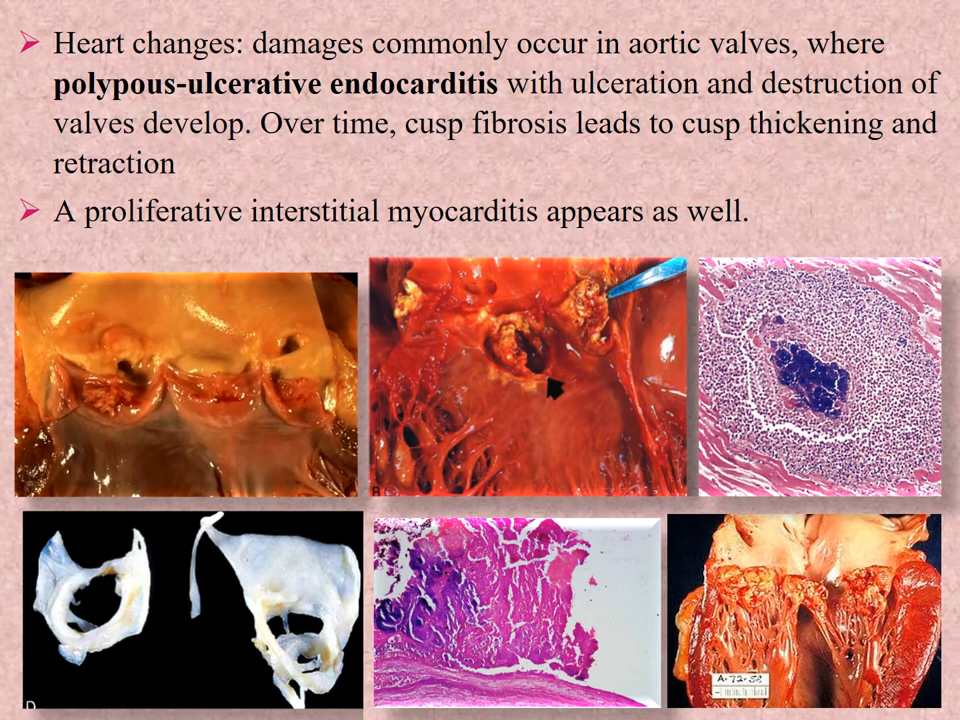 Heart changes: damages commonly occur in aortic valves, where
polypous-ulcerative endocarditis with ulceration and destruction of
valves develop. Over time, cusp fibrosis leads to cusp thickening and
retraction
A proliferative interstitial myocarditis appears as well.
B
D
A-72-58